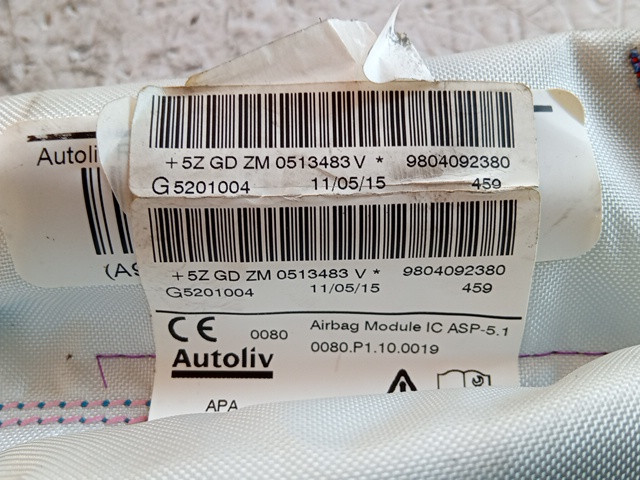 Autoli
(A9
+5Z GD ZM 0513483 V * 9804092380
G5201004 11/05/15 459
+5Z GD ZM 0513483 V * 9804092380
G5201004 11/05/15 459
CE 0080 Airbag Module IC ASP-5.1
Autoliv 0080.P1.10.0019
APA